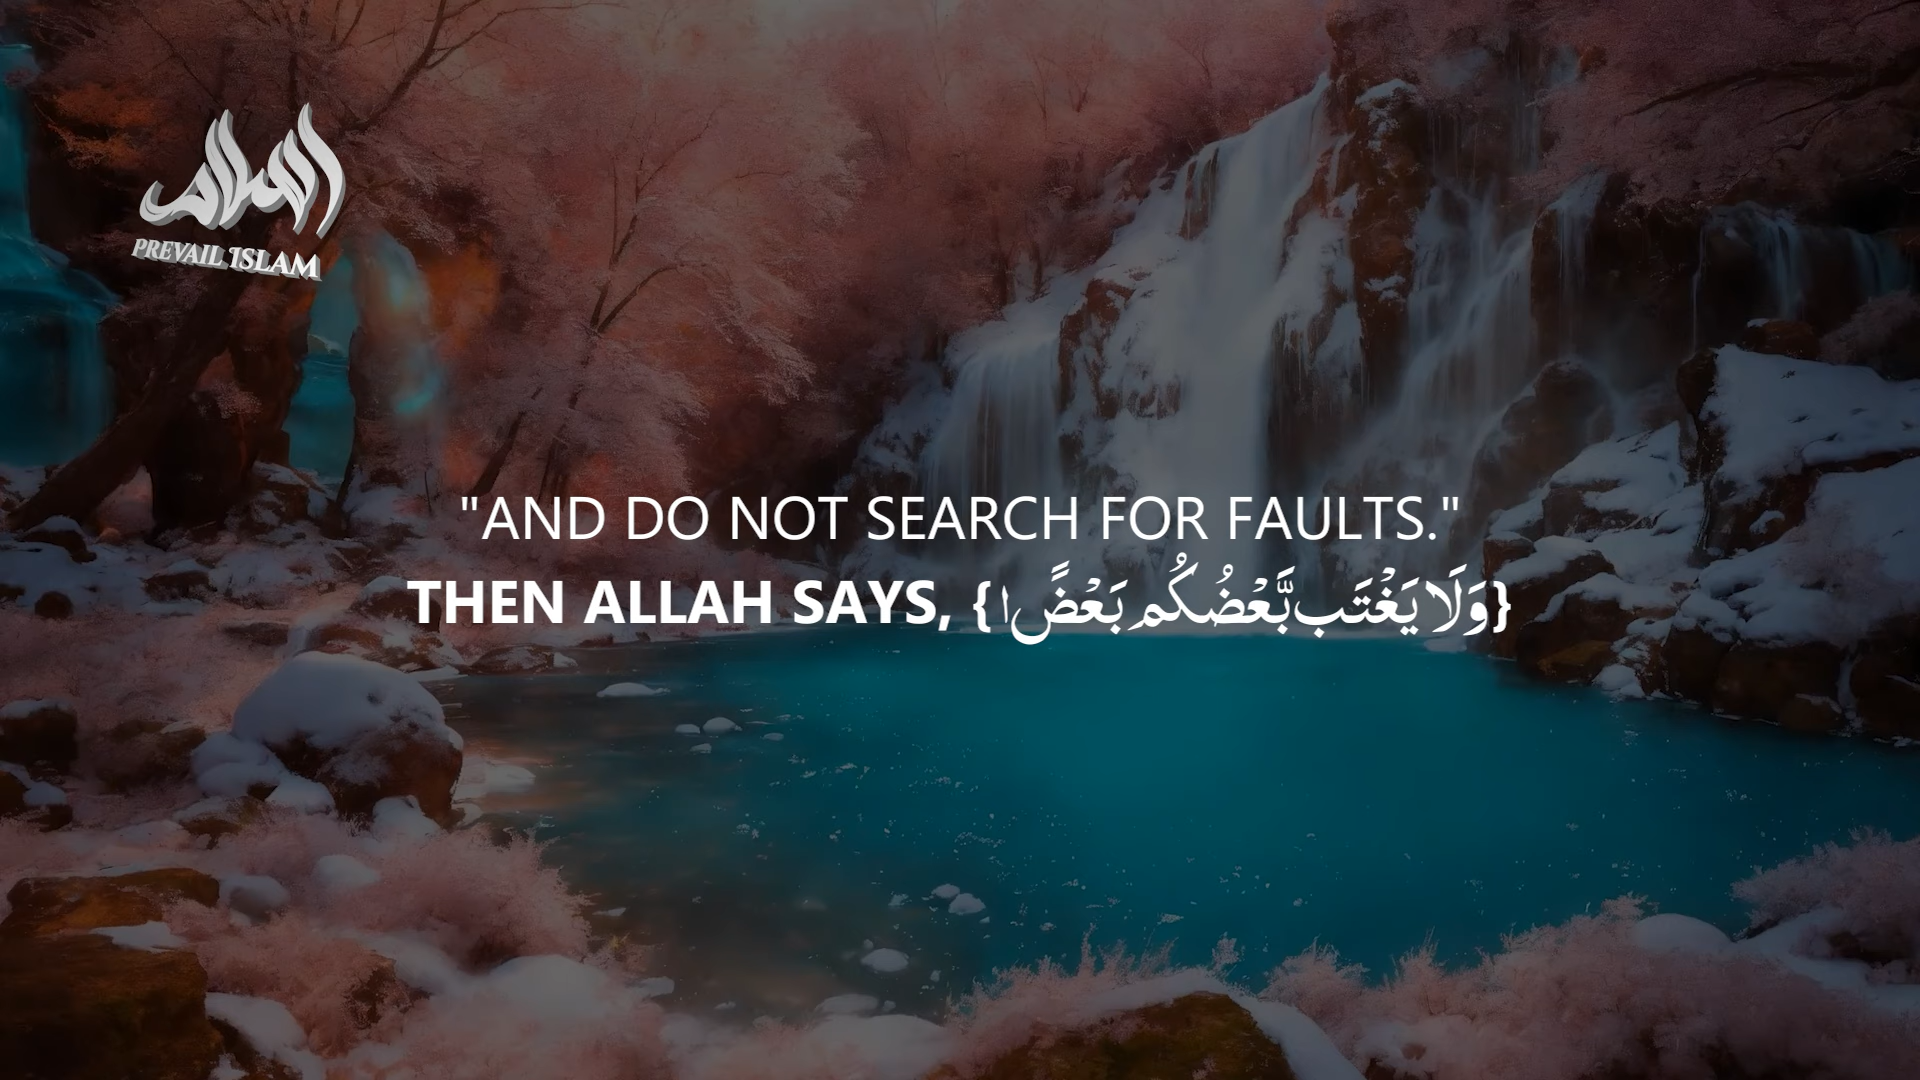 PREVAIL ISLAM
"AND DO NOT SEARCH FOR FAULTS."
THEN ALLAH SAYS, {وَلَا يَغْتَب بَّعْضُكُم بَعْضًا}